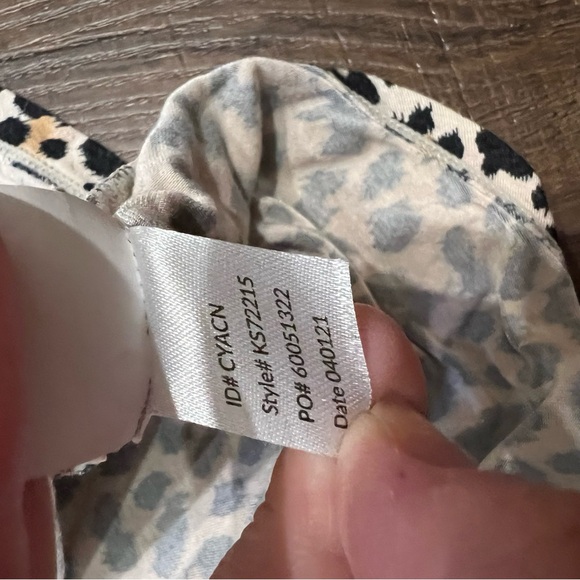 ID# CYACN
Style# KS72215
PO# 60051322
Date 040121